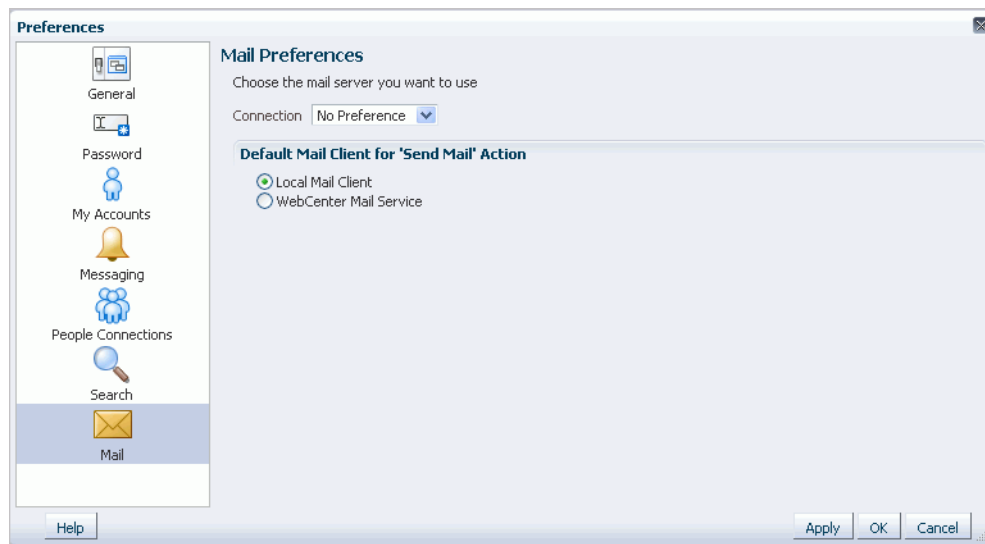 Preferences
General
Password
My Accounts
Messaging
People Connections
Search
Mail
Mail Preferences
Choose the mail server you want to use
Connection No Preference
Default Mail Client for 'Send Mail' Action
Local Mail Client
WebCenter Mail Service
Help Apply OK Cancel